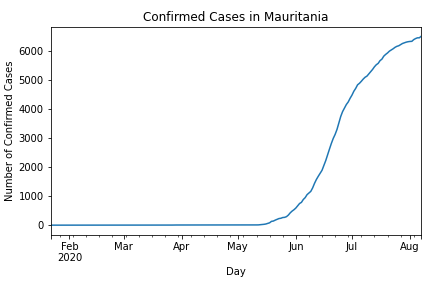 Confirmed Cases in Mauritania
Number of Confirmed Cases
6000
5000
4000
3000
2000
1000
0
Feb Mar Apr May Jun Jul Aug
2020
Day